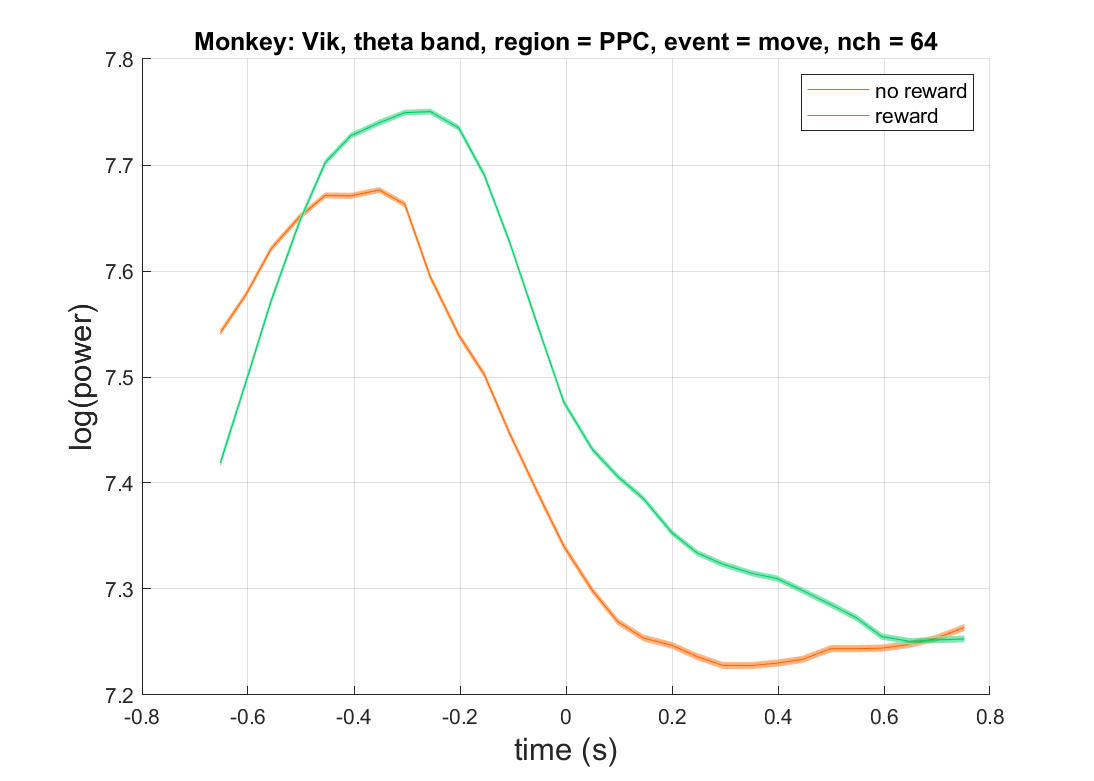 Monkey: Vik, theta band, region = PPC, event = move, nch = 64
no reward
reward
log(power)
7.8
7.7
7.6
7.5
7.4
7.3
7.2
-0.8 -0.6 -0.4 -0.2 0 0.2 0.4 0.6 0.8
time (s)